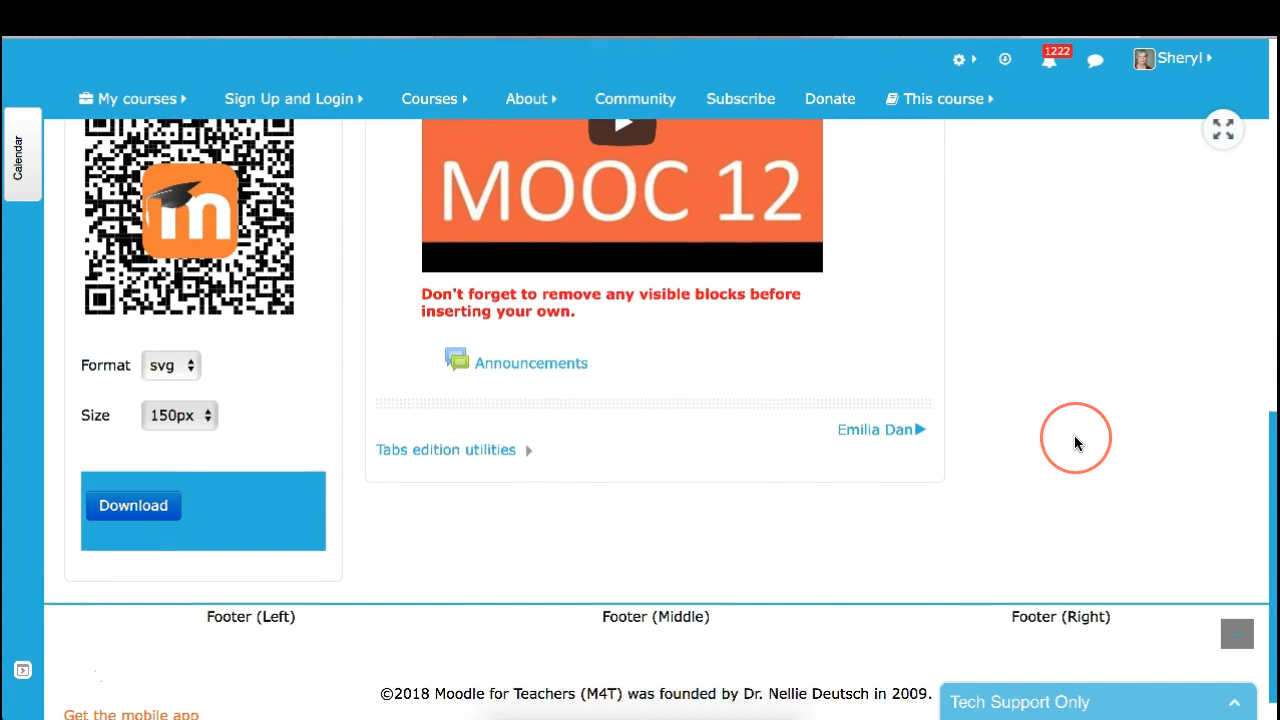 1222
Sheryl
My courses
Sign Up and Login
Courses
About
Community
Subscribe
Donate
This course
Calendar
m
MOOC 12
Don't forget to remove any visible blocks before
inserting your own.
Format
svg
Announcements
Size
150px
Emilia Dan
Tabs edition utilities
Download
Footer (Left)
Footer (Middle)
Footer (Right)
©2018 Moodle for Teachers (M4T) was founded by Dr. Nellie Deutsch in 2009.
Tech Support Only
Get the mobile app